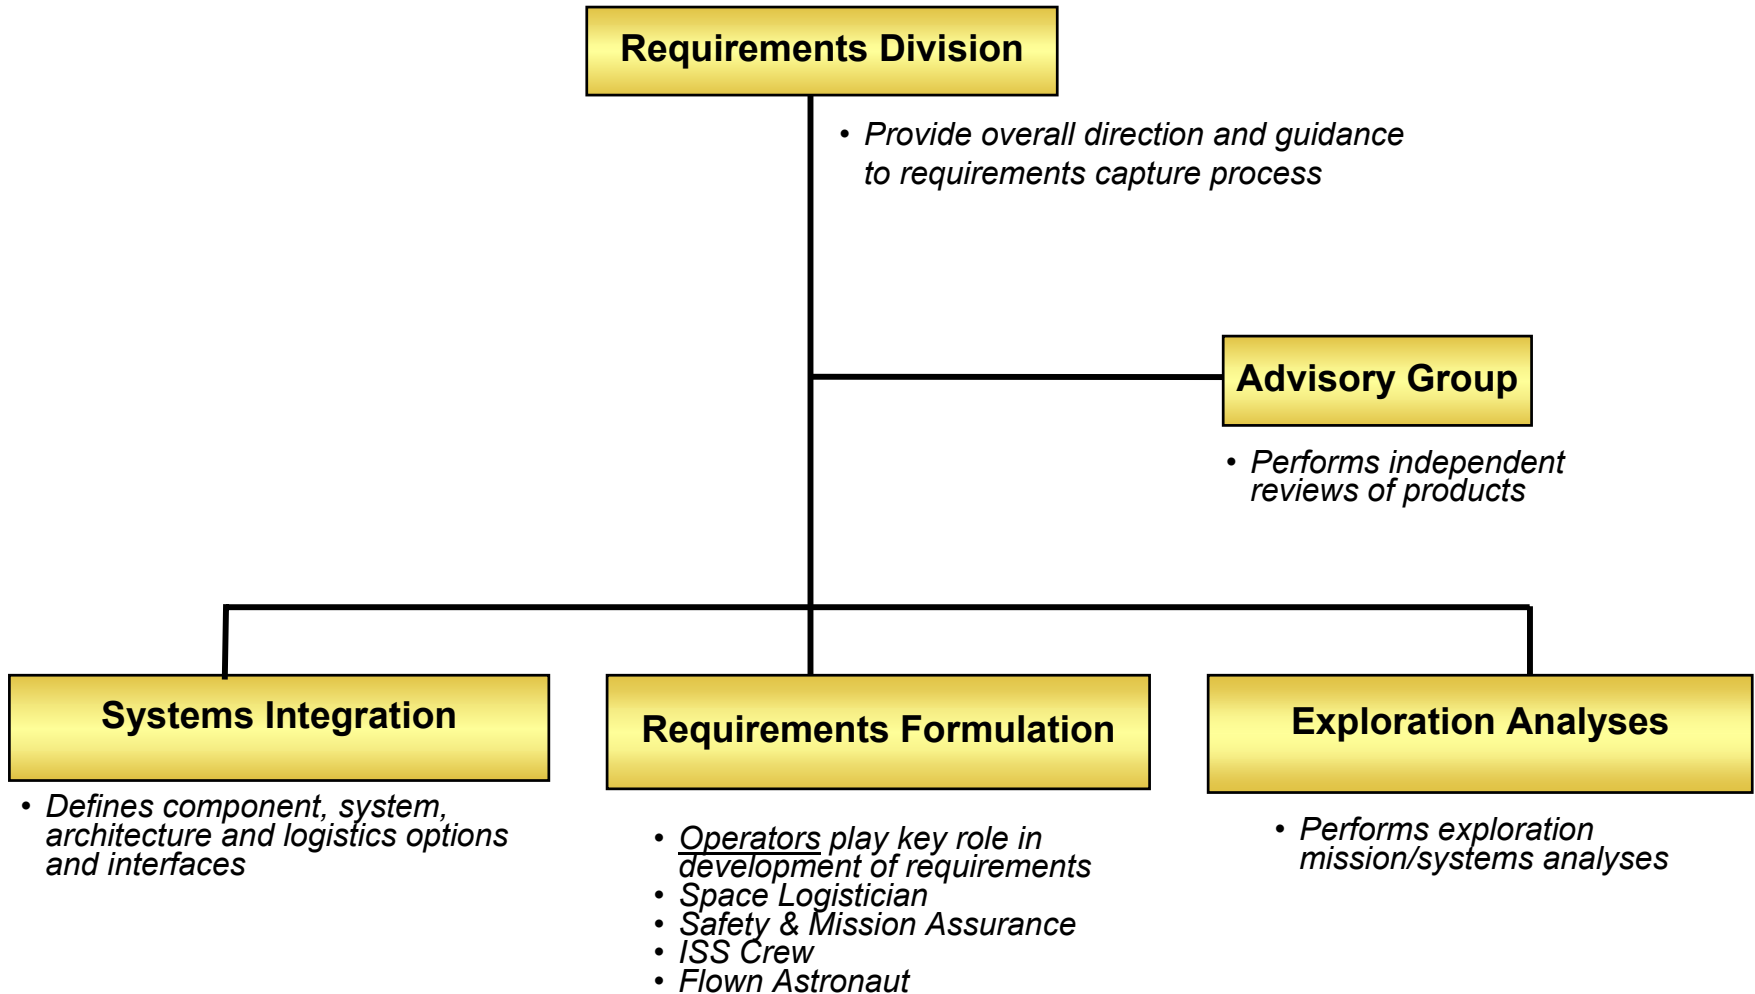 Requirements Division
• Provide overall direction and guidance
to requirements capture process
Advisory Group
• Performs independent
reviews of products
Systems Integration
• Defines component, system,
architecture and logistics options
and interfaces
Requirements Formulation
• Operators play key role in
development of requirements
• Space Logistician
• Safety & Mission Assurance
• ISS Crew
• Flown Astronaut
Exploration Analyses
• Performs exploration
mission/systems analyses